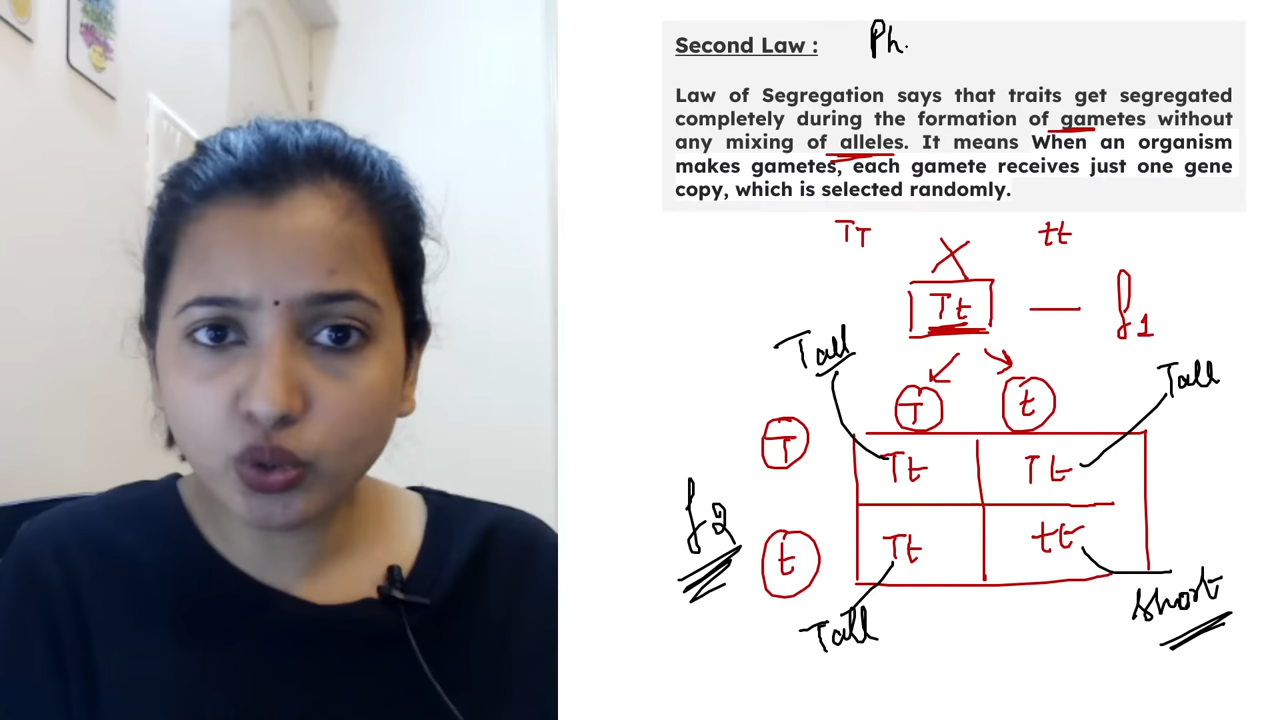 Second Law : Ph.
Law of Segregation says that traits get segregated
completely during the formation of gametes without
any mixing of alleles. It means When an organism
makes gametes, each gamete receives just one gene
copy, which is selected randomly.
TT tt
X
Tt — f1
Tall Tall
T t
T Tt Tt
f2
t Tt tt
Short
Tall